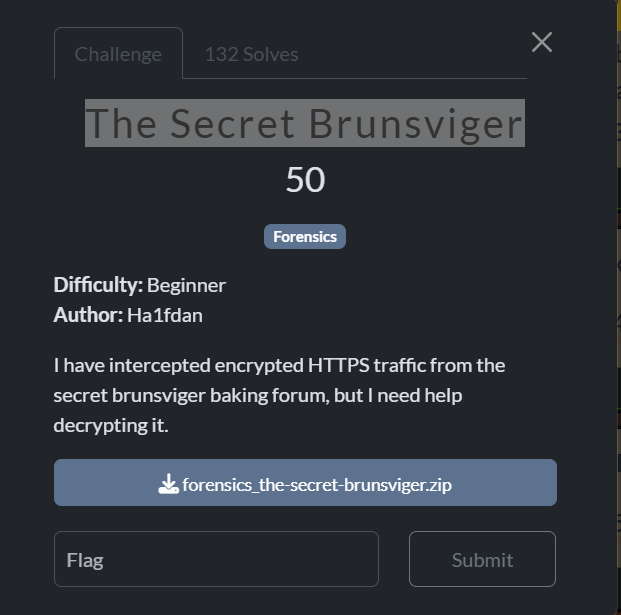 Challenge
132 Solves
The Secret Brunsviger
50
Forensics
Difficulty: Beginner
Author: Ha1fdan
I have intercepted encrypted HTTPS traffic from the
secret brunsviger baking forum, but I need help
decrypting it.
forensics_the-secret-brunsviger.zip
Flag
Submit